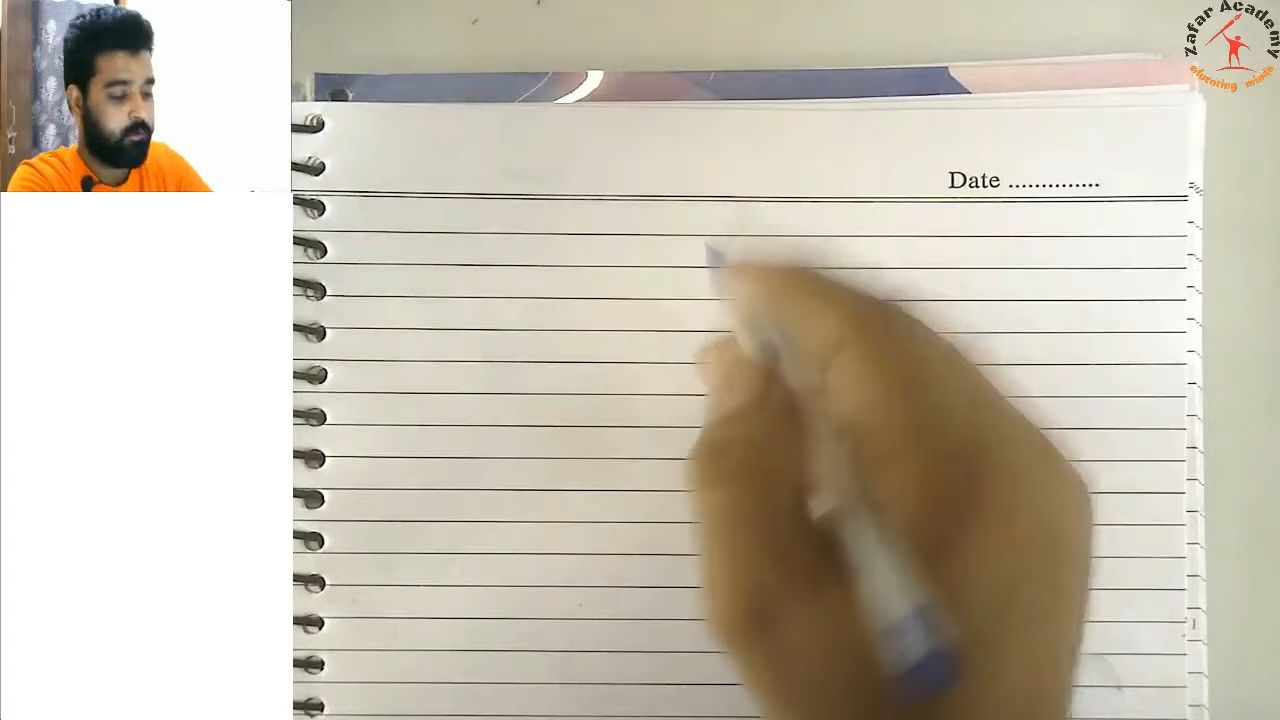 Zafar Academy
educating minds
Date ..............